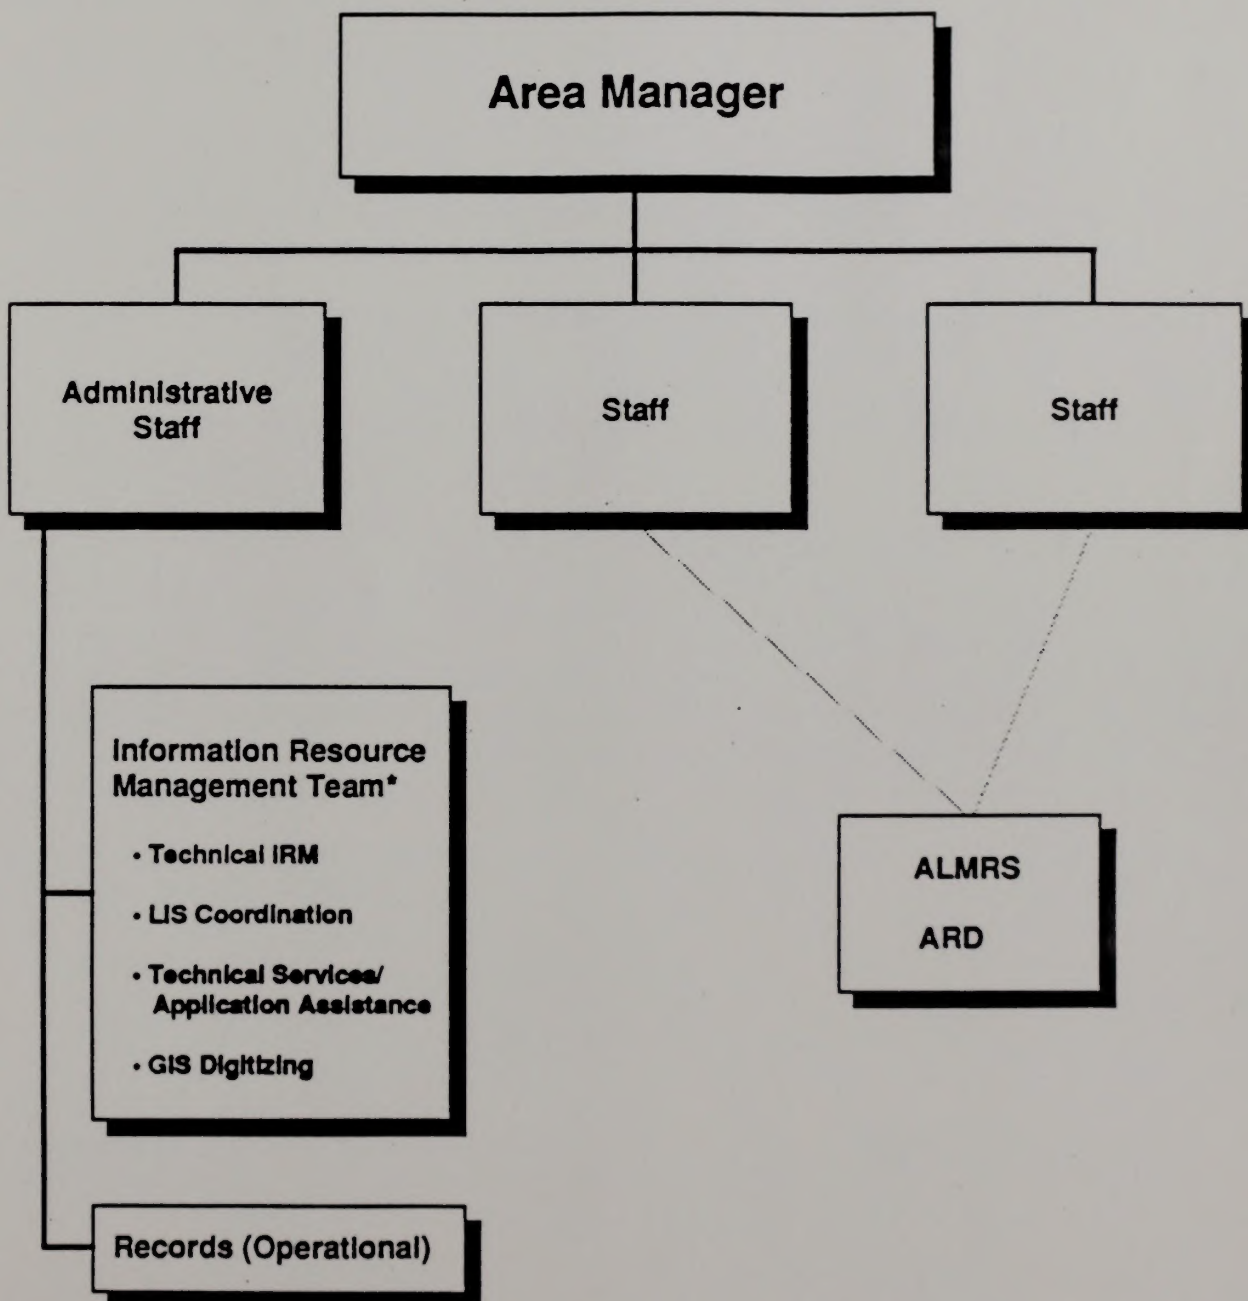 Area Manager
Administrative
Staff
Staff
Staff
Information Resource
Management Team*
• Technical IRM
• LIS Coordination
• Technical Services/
Application Assistance
• GIS Digitizing
ALMRS
ARD
Records (Operational)